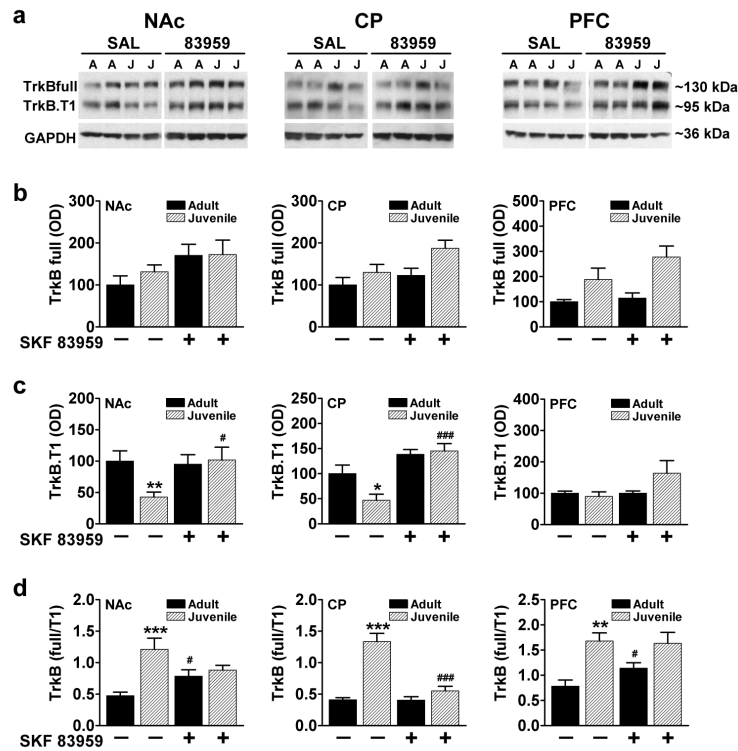 a
NAc CP PFC
SAL 83959 SAL 83959 SAL 83959
A A J J A A J J A A J J A A J J A A J J A A J J
TrkBfull ~130 kDa
TrkB.T1 ~95 kDa
GAPDH ~36 kDa
b
TrkB full (OD) 300 200 100 0 NAc Adult Juvenile
TrkB full (OD) 300 200 100 0 CP Adult Juvenile
TrkB full (OD) 500 400 300 200 100 0 PFC Adult Juvenile
SKF 83959 − − + + − − + + − − + +
c
TrkB.T1 (OD) 200 150 100 50 0 NAc Adult Juvenile ** #
TrkB.T1 (OD) 250 200 150 100 50 0 CP Adult Juvenile * ###
TrkB.T1 (OD) 400 300 200 100 0 PFC Adult Juvenile
SKF 83959 − − + + − − + + − − + +
d
TrkB (full/T1) 2.0 1.5 1.0 0.5 0.0 NAc Adult Juvenile *** #
TrkB (full/T1) 2.0 1.5 1.0 0.5 0.0 CP Adult Juvenile *** ###
TrkB (full/T1) 2.5 2.0 1.5 1.0 0.5 0.0 PFC Adult Juvenile ** #
SKF 83959 − − + + − − + + − − + +